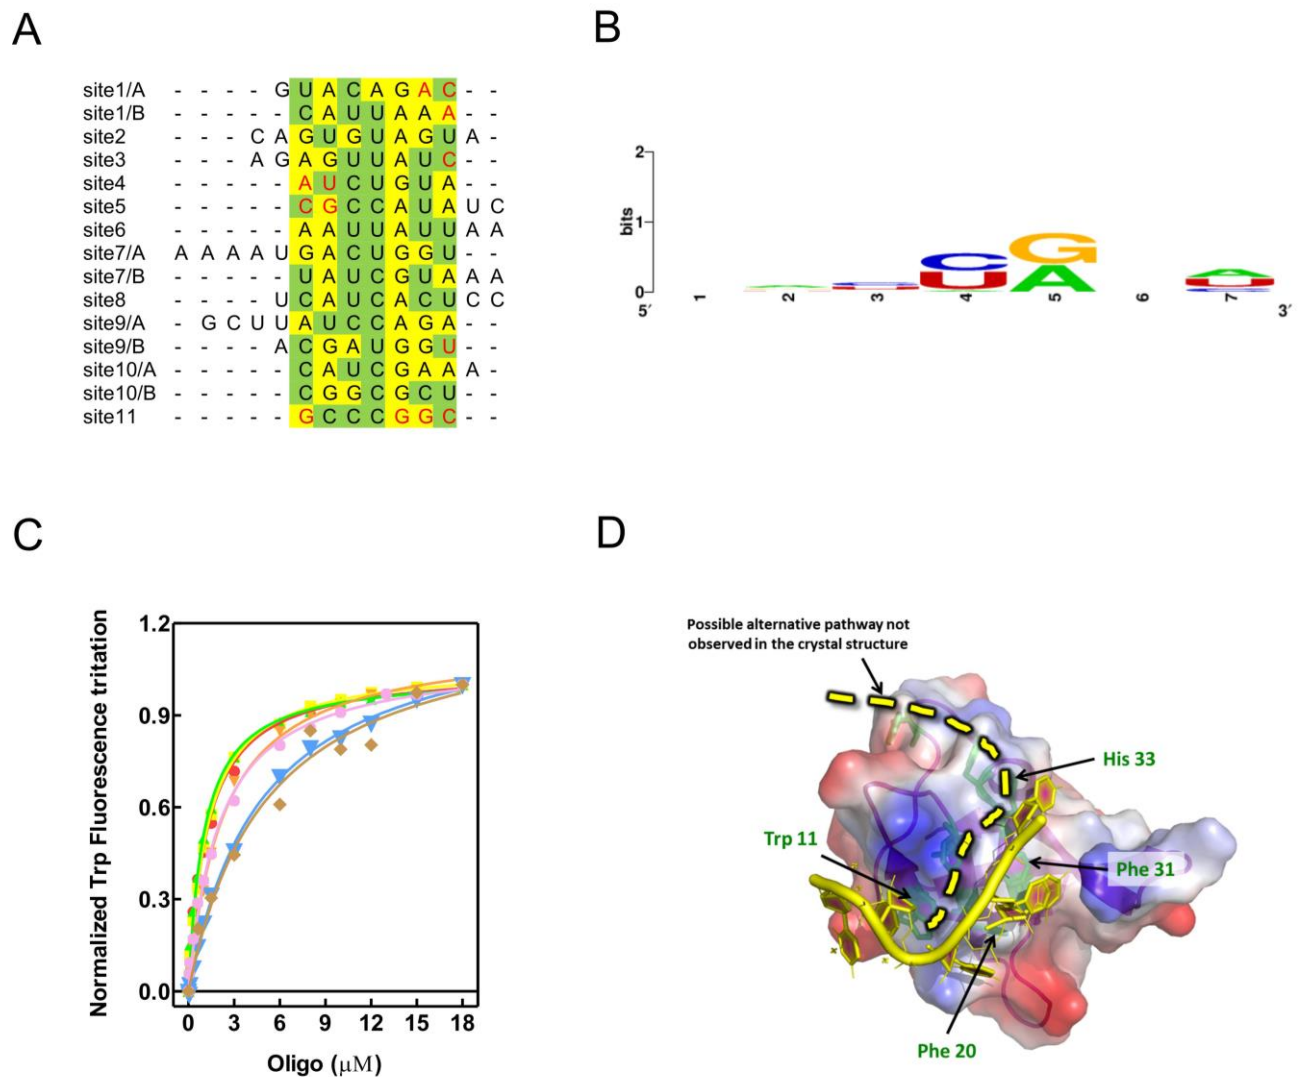 A
site1/A - - - - G U A C A G A C - -
site1/B - - - - - C A U U A A A - -
site2 - - - C A G U G U A G U A -
site3 - - - A G A G U U A U C - -
site4 - - - - - A U C U G U A - -
site5 - - - - - C G C C A U A U C
site6 - - - - - A A U U A U U A A
site7/A A A A A U G A C U G G U - -
site7/B - - - - - U A U C G U A A A
site8 - - - - U C A U C A C U C C
site9/A - G C U U A U C C A G A - -
site9/B - - - - A C G A U G G U - -
site10/A - - - - - C A U C G A A A -
site10/B - - - - - C G G C G C U - -
site11 - - - - - G C C C G G C - -
B
2
1
0
bits
5′ 1 2 3 4 5 6 7 3′
C
Normalized Trp Fluorescence tritation
1.2
0.9
0.6
0.3
0.0
0 3 6 9 12 15 18
Oligo (μM)
D
Possible alternative pathway not
observed in the crystal structure
His 33
Trp 11
Phe 31
Phe 20